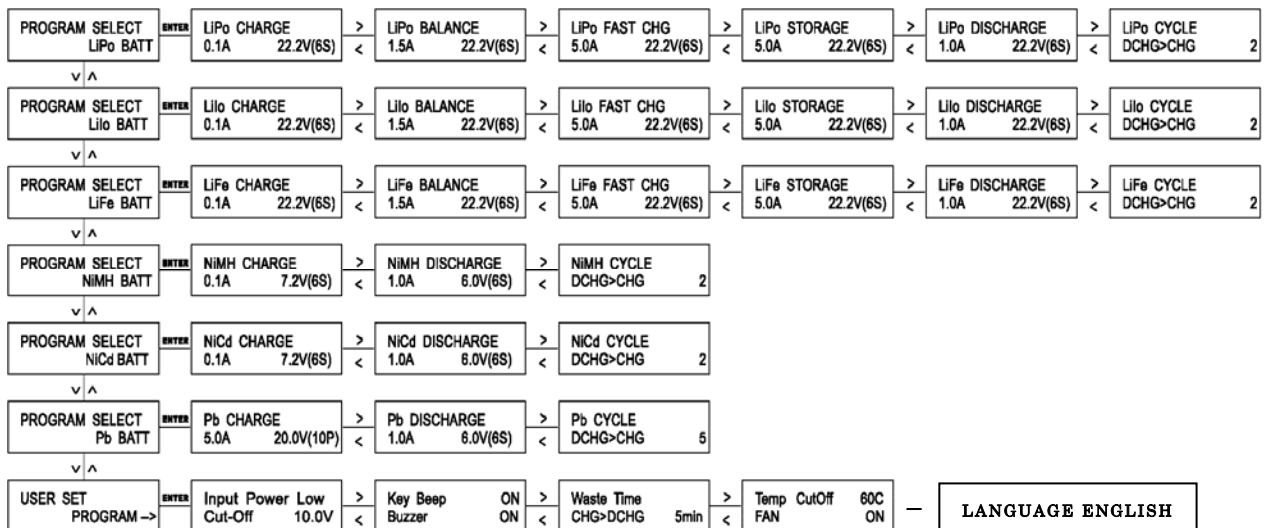 PROGRAM SELECT
LiPo BATT
ENTER
LiPo CHARGE
0.1A 22.2V(6S)
>
<
LiPo BALANCE
1.5A 22.2V(6S)
>
<
LiPo FAST CHG
5.0A 22.2V(6S)
>
<
LiPo STORAGE
5.0A 22.2V(6S)
>
<
LiPo DISCHARGE
1.0A 22.2V(6S)
>
<
LiPo CYCLE
DCHG>CHG 2
v ʌ
PROGRAM SELECT
LiIo BATT
ENTER
LiIo CHARGE
0.1A 22.2V(6S)
>
<
LiIo BALANCE
1.5A 22.2V(6S)
>
<
LiIo FAST CHG
5.0A 22.2V(6S)
>
<
LiIo STORAGE
5.0A 22.2V(6S)
>
<
LiIo DISCHARGE
1.0A 22.2V(6S)
>
<
LiIo CYCLE
DCHG>CHG 2
v ʌ
PROGRAM SELECT
LiFe BATT
ENTER
LiFe CHARGE
0.1A 22.2V(6S)
>
<
LiFe BALANCE
1.5A 22.2V(6S)
>
<
LiFe FAST CHG
5.0A 22.2V(6S)
>
<
LiFe STORAGE
5.0A 22.2V(6S)
>
<
LiFe DISCHARGE
1.0A 22.2V(6S)
>
<
LiFe CYCLE
DCHG>CHG 2
v ʌ
PROGRAM SELECT
NiMH BATT
ENTER
NiMH CHARGE
0.1A 7.2V(6S)
>
<
NiMH DISCHARGE
1.0A 6.0V(6S)
>
<
NiMH CYCLE
DCHG>CHG 2
v ʌ
PROGRAM SELECT
NiCd BATT
ENTER
NiCd CHARGE
0.1A 7.2V(6S)
>
<
NiCd DISCHARGE
1.0A 6.0V(6S)
>
<
NiCd CYCLE
DCHG>CHG 2
v ʌ
PROGRAM SELECT
Pb BATT
ENTER
Pb CHARGE
5.0A 20.0V(10P)
>
<
Pb DISCHARGE
1.0A 6.0V(6S)
>
<
Pb CYCLE
DCHG>CHG 5
v ʌ
USER SET
PROGRAM –>
ENTER
Input Power Low
Cut-Off 10.0V
>
<
Key Beep ON
Buzzer ON
>
<
Waste Time
CHG>DCHG 5min
>
<
Temp CutOff 60C
FAN ON
LANGUAGE ENGLISH